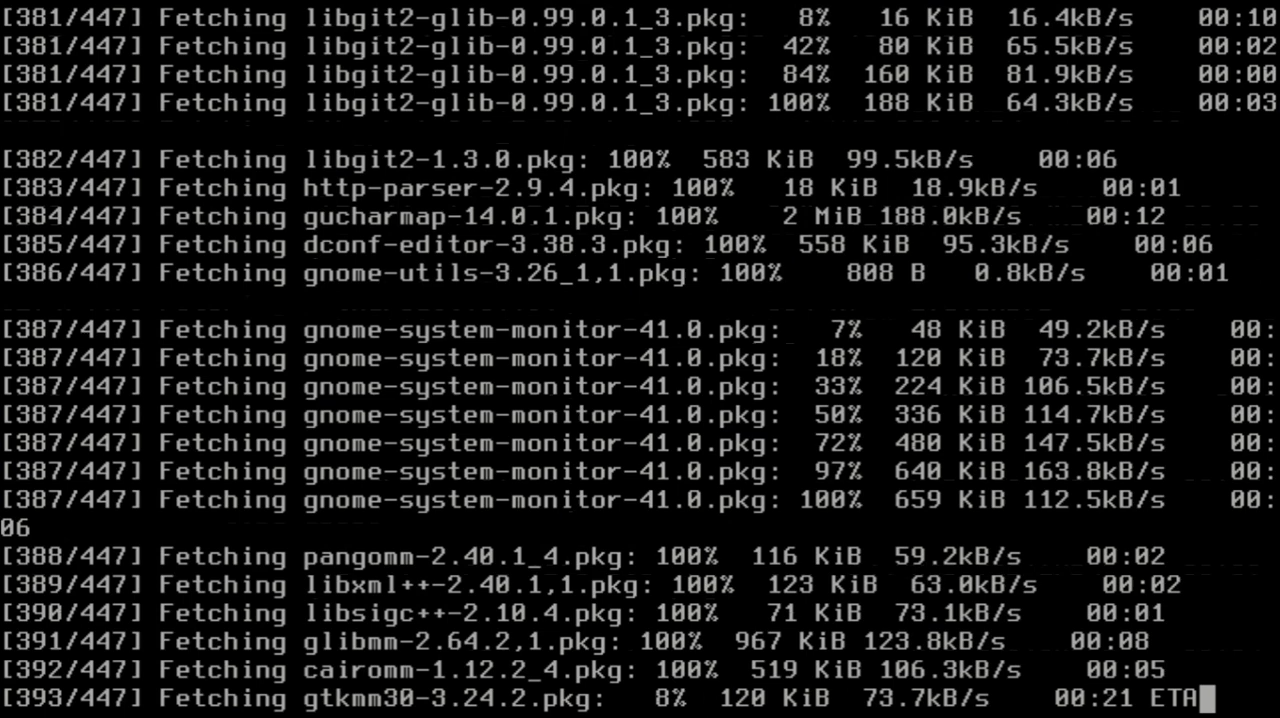 [381/447] Fetching libgit2-glib-0.99.0.1_3.pkg:   8%   16 KiB  16.4kB/s    00:10
[381/447] Fetching libgit2-glib-0.99.0.1_3.pkg:  42%   80 KiB  65.5kB/s    00:02
[381/447] Fetching libgit2-glib-0.99.0.1_3.pkg:  84%  160 KiB  81.9kB/s    00:00
[381/447] Fetching libgit2-glib-0.99.0.1_3.pkg: 100%  188 KiB  64.3kB/s    00:03
[382/447] Fetching libgit2-1.3.0.pkg: 100%  583 KiB  99.5kB/s    00:06
[383/447] Fetching http-parser-2.9.4.pkg: 100%   18 KiB  18.9kB/s    00:01
[384/447] Fetching gucharmap-14.0.1.pkg: 100%    2 MiB 188.0kB/s    00:12
[385/447] Fetching dconf-editor-3.38.3.pkg: 100%  558 KiB  95.3kB/s    00:06
[386/447] Fetching gnome-utils-3.26_1,1.pkg: 100%    808 B   0.8kB/s    00:01
[387/447] Fetching gnome-system-monitor-41.0.pkg:   7%   48 KiB  49.2kB/s    00:
[387/447] Fetching gnome-system-monitor-41.0.pkg:  18%  120 KiB  73.7kB/s    00:
[387/447] Fetching gnome-system-monitor-41.0.pkg:  33%  224 KiB 106.5kB/s    00:
[387/447] Fetching gnome-system-monitor-41.0.pkg:  50%  336 KiB 114.7kB/s    00:
[387/447] Fetching gnome-system-monitor-41.0.pkg:  72%  480 KiB 147.5kB/s    00:
[387/447] Fetching gnome-system-monitor-41.0.pkg:  97%  640 KiB 163.8kB/s    00:
[387/447] Fetching gnome-system-monitor-41.0.pkg: 100%  659 KiB 112.5kB/s    00:
06
[388/447] Fetching pangomm-2.40.1_4.pkg: 100%  116 KiB  59.2kB/s    00:02
[389/447] Fetching libxml++-2.40.1,1.pkg: 100%  123 KiB  63.0kB/s    00:02
[390/447] Fetching libsigc++-2.10.4.pkg: 100%   71 KiB  73.1kB/s    00:01
[391/447] Fetching glibmm-2.64.2,1.pkg: 100%  967 KiB 123.8kB/s    00:08
[392/447] Fetching cairomm-1.12.2_4.pkg: 100%  519 KiB 106.3kB/s    00:05
[393/447] Fetching gtkmm30-3.24.2.pkg:   8%  120 KiB  73.7kB/s    00:21 ETA